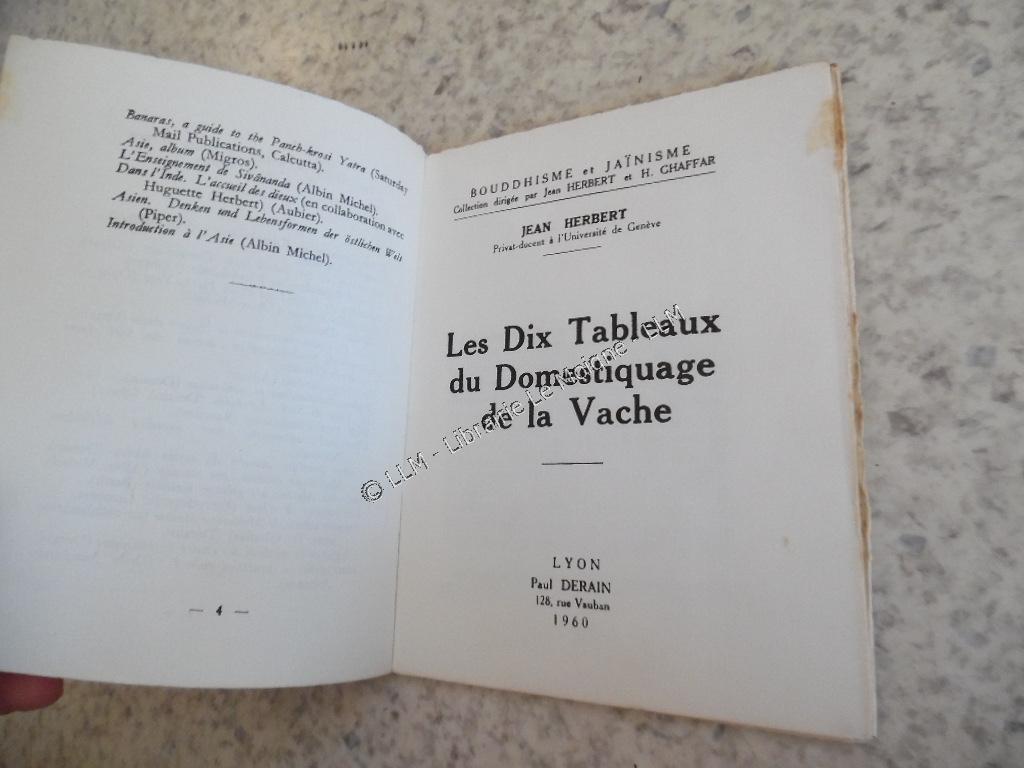 Banaras, a guide to the Panch-krosi Yatra (Saturday
Mail Publications, Calcutta).
Asie, album (Migros).
L'Enseignement de Sivânanda (Albin Michel).
Dans l'Inde. L'accueil des dieux (en collaboration avec
Huguette Herbert) (Aubier).
Asien. Denken und Lebensformen der östlichen Welt
(Piper).
Introduction à l'Asie (Albin Michel).
— 4 —
BOUDDHISME et JAÏNISME
Collection dirigée par Jean HERBERT et H. GHAFFAR
JEAN HERBERT
Privat-docent à l'Université de Genève
Les Dix Tableaux
du Domestiquage
de la Vache
LYON
Paul DERAIN
128, rue Vauban
1960
© LLM - Librairie Le Moigne - LLM